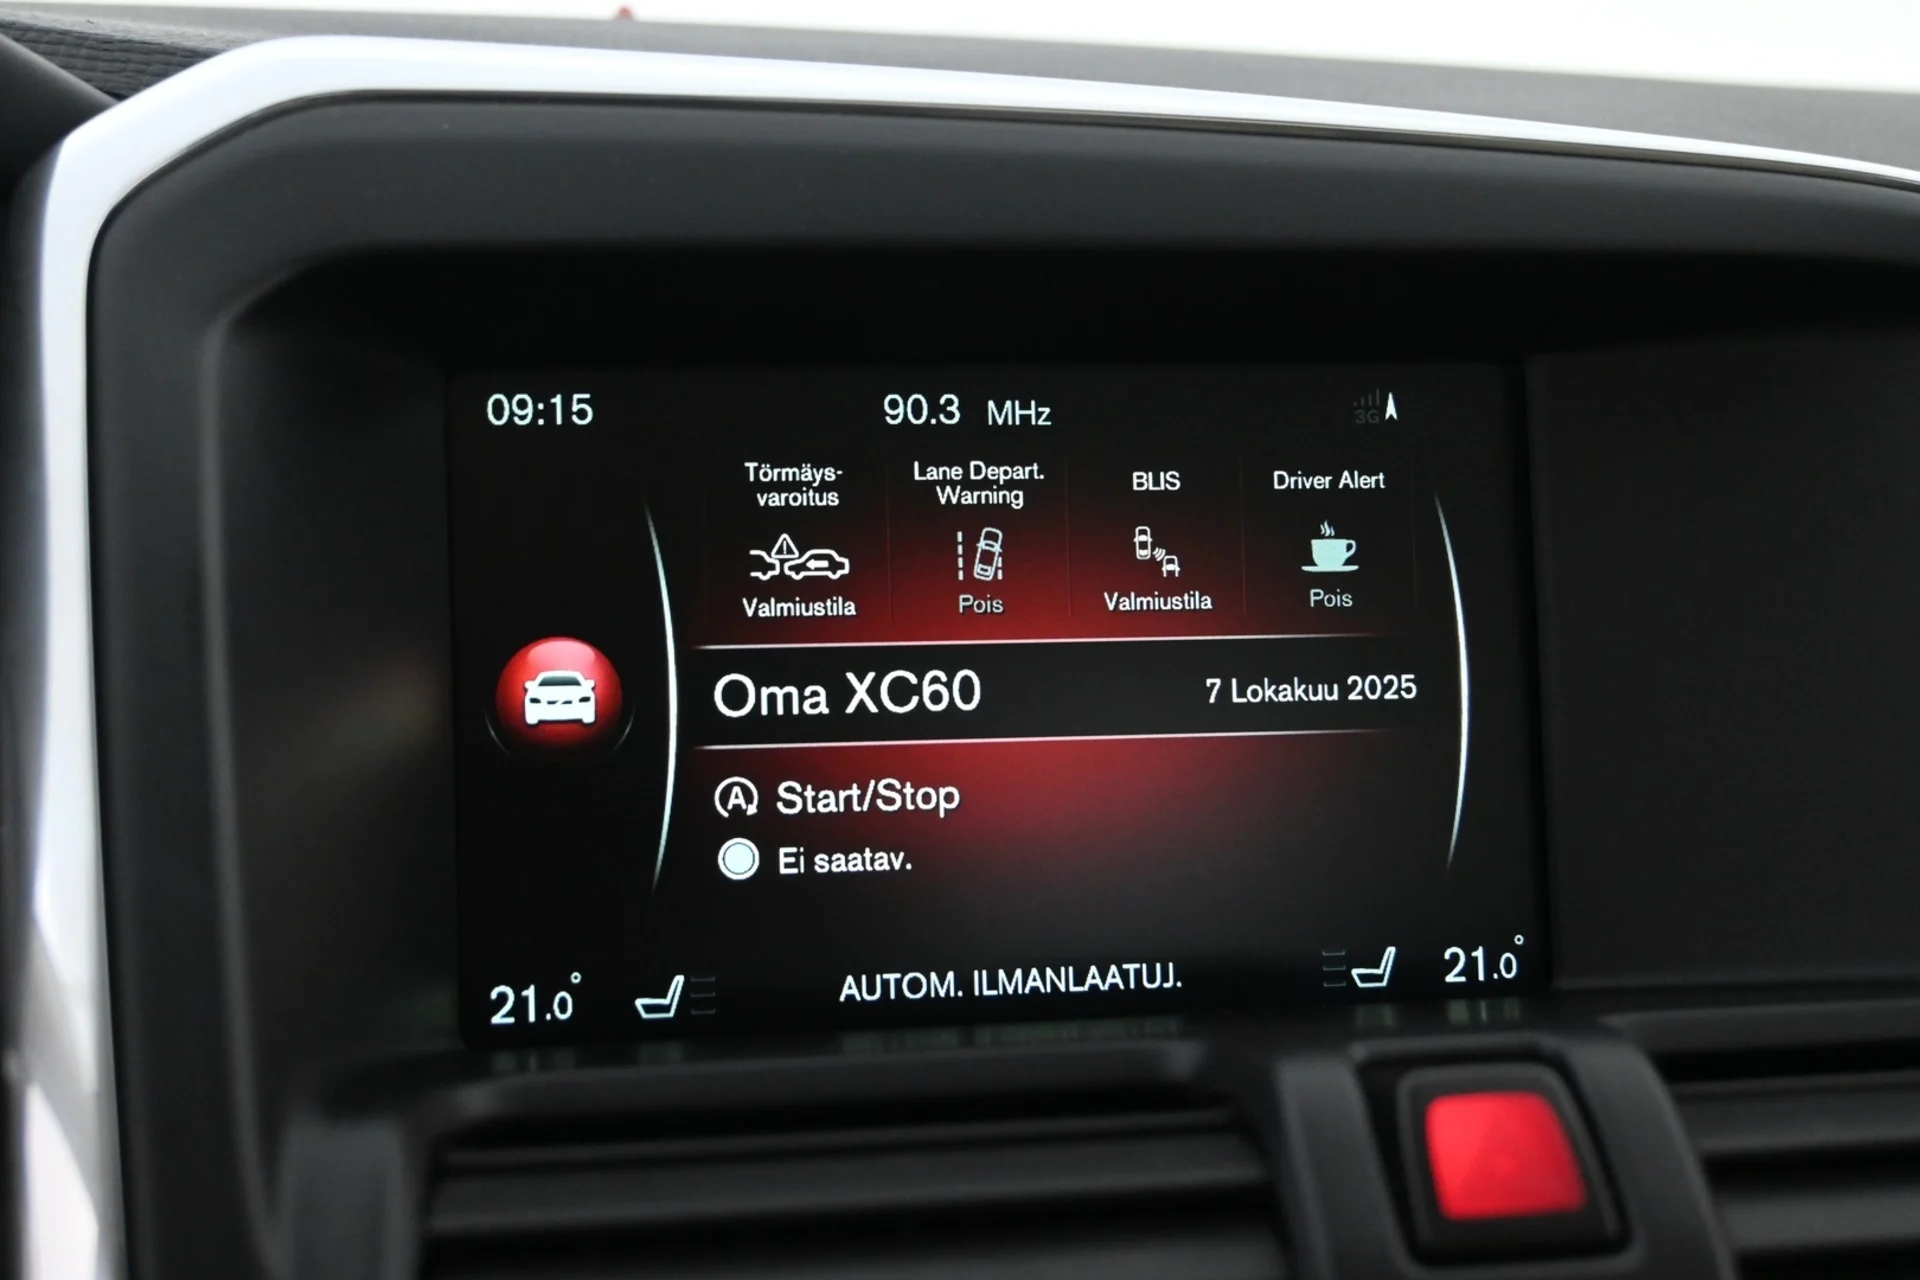 09:15 90.3 MHz 3G
Törmäys-
varoitus
Lane Depart.
Warning
BLIS
Driver Alert
Valmiustila
Pois
Valmiustila
Pois
Oma XC60 7 Lokakuu 2025
A Start/Stop
Ei saatav.
21.0° AUTOM. ILMANLAATUJ. 21.0°